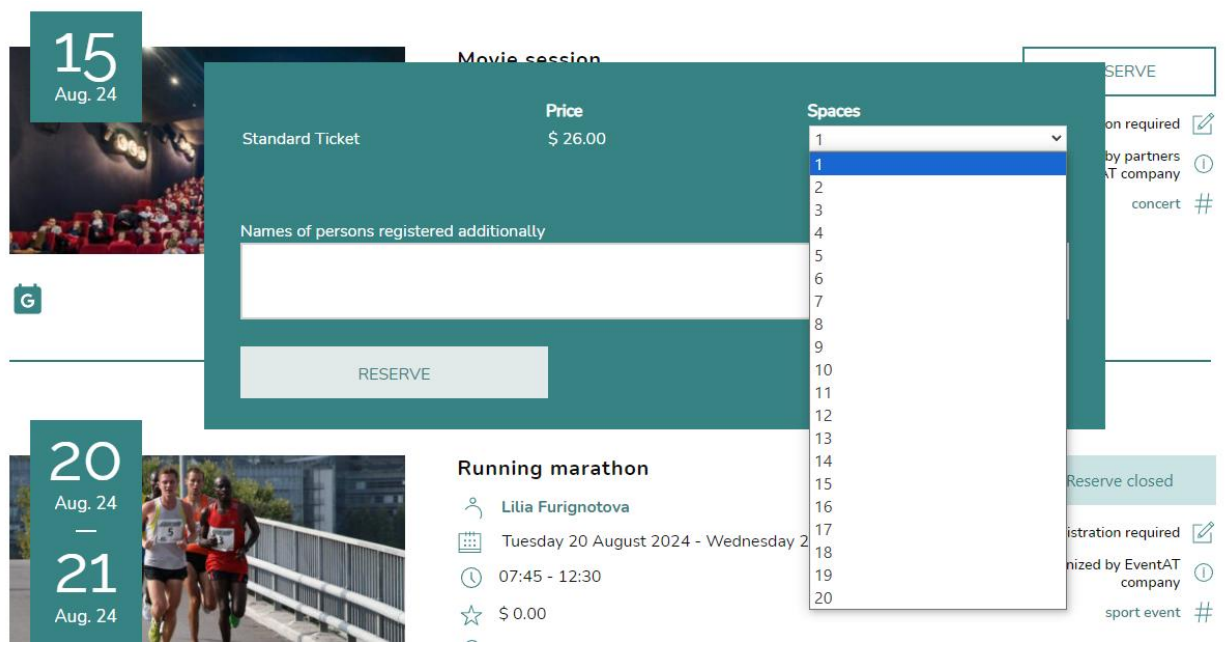 15
Aug. 24
Movie session
SERVE
Price
Spaces
Standard Ticket
$ 26.00
1
on required
by partners
AT company
concert
1
2
3
4
5
6
7
8
9
10
11
12
13
14
15
16
17
18
19
20
Names of persons registered additionally
G
RESERVE
20
Aug. 24
—
21
Aug. 24
Running marathon
Lilia Furignotova
Tuesday 20 August 2024 - Wednesday 2
07:45 - 12:30
$ 0.00
5
Reserve closed
istration required
nized by EventAT
company
sport event